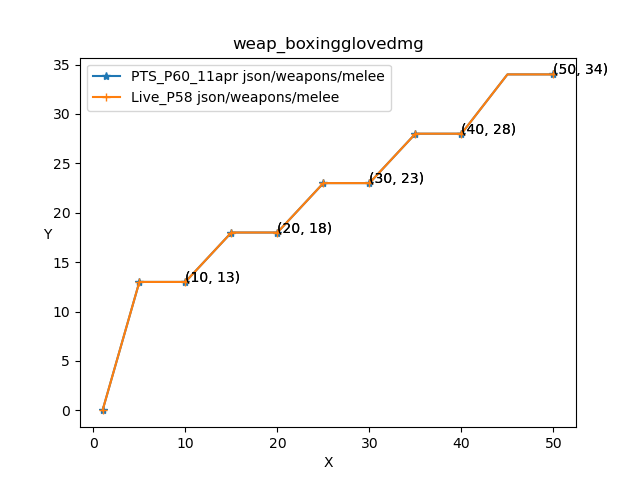 weap_boxingglovedmg
PTS_P60_11apr json/weapons/melee
Live_P58 json/weapons/melee
35
30
25
20
15
10
5
0
Y
(50, 34)
(40, 28)
(30, 23)
(20, 18)
(10, 13)
0 10 20 30 40 50
X